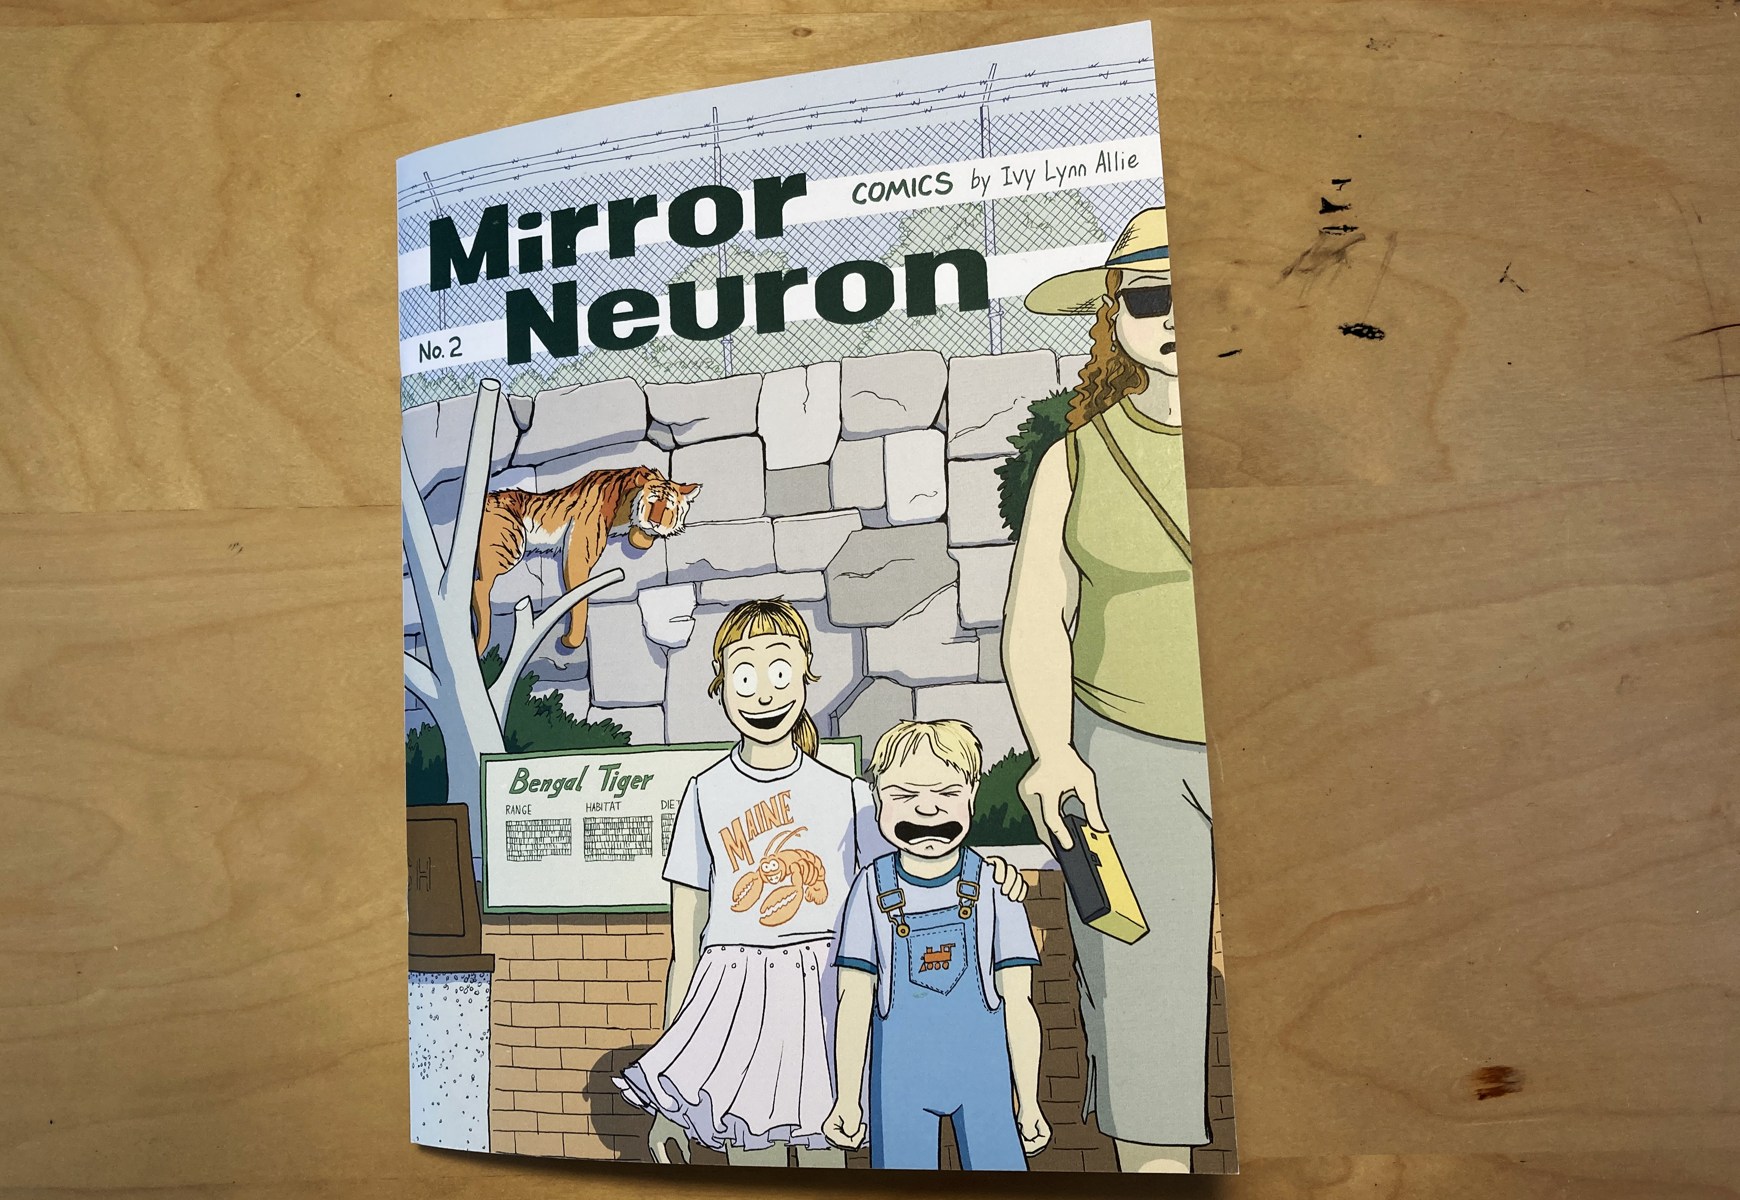 COMICS by Ivy Lynn Allie
Mirror
Neuron
No. 2
Bengal Tiger
RANGE HABITAT
MAINE